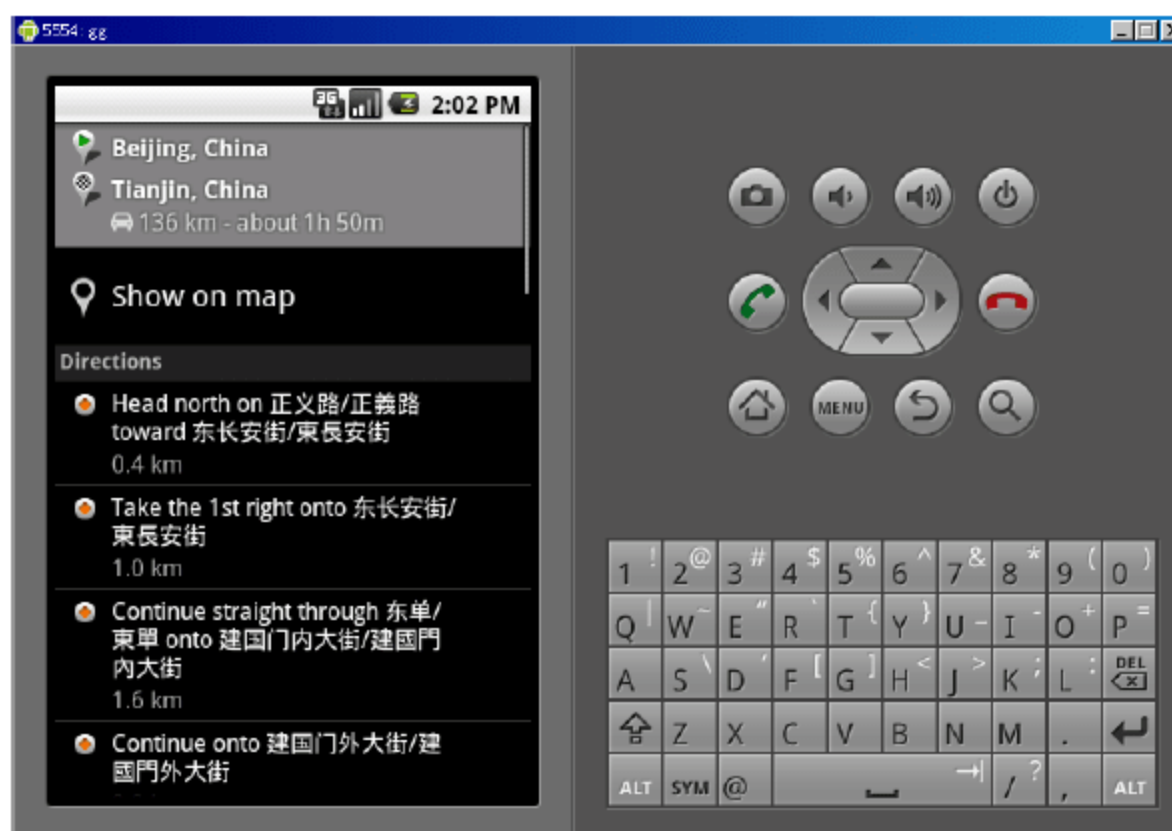 5554: gg
3G
2:02 PM
Beijing, China
Tianjin, China
136 km - about 1h 50m
Show on map
Directions
Head north on 正义路/正義路
toward 东长安街/東長安街
0.4 km
Take the 1st right onto 东长安街/
東長安街
1.0 km
Continue straight through 东单/
東單 onto 建国门内大街/建國門
內大街
1.6 km
Continue onto 建国门外大街/建
國門外大街
MENU
1 ! 2 @ 3 # 4 $ 5 % 6 ^ 7 & 8 * 9 ( 0 )
Q | W ~ E " R ` T { Y } U _ I - O + P =
A S \ D ' F [ G ] H < J > K ; L : DEL
Z X C V B N M .
ALT SYM @ / ? , ALT